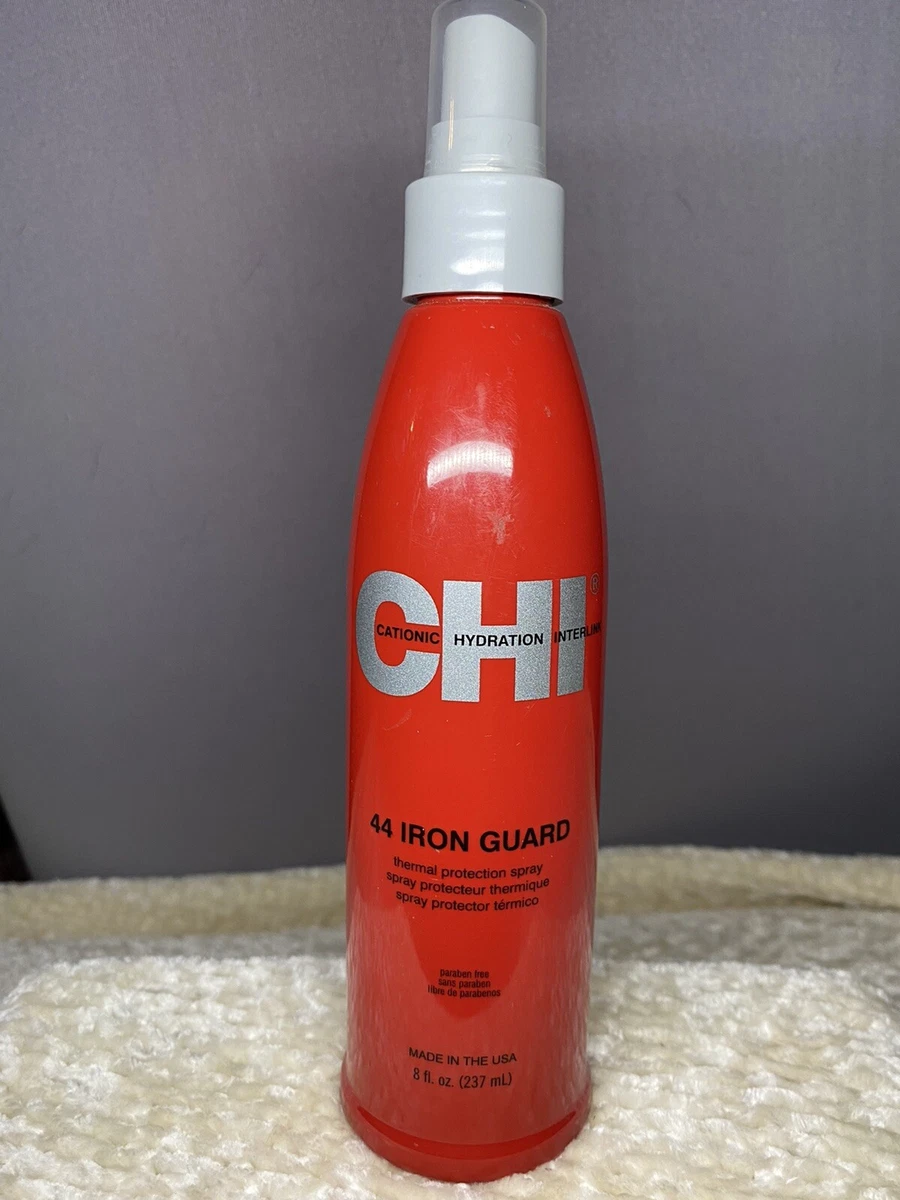 CHI®
CATIONIC HYDRATION INTERLINK
44 IRON GUARD
thermal protection spray
spray protecteur thermique
spray protector térmico
paraben free
sans paraben
libre de parabenos
MADE IN THE USA
8 fl. oz. (237 mL)